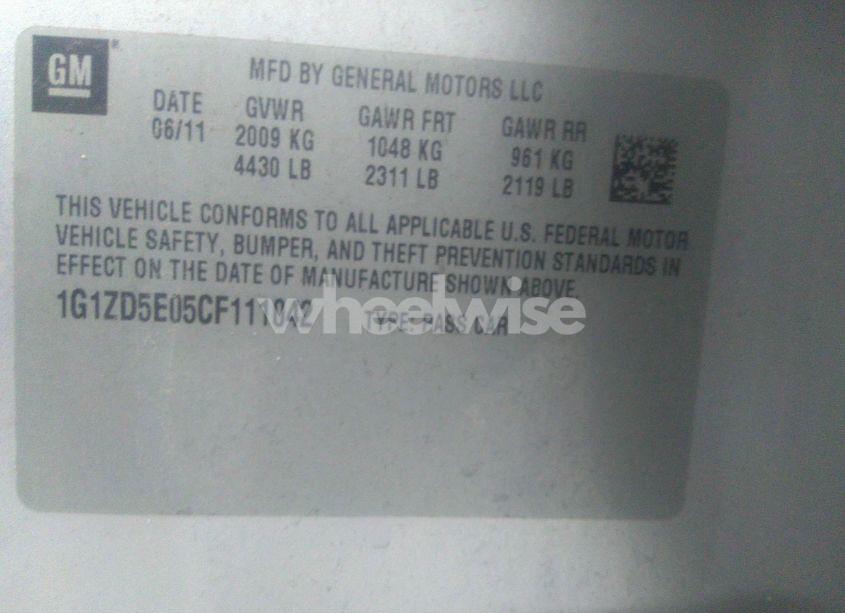 GM
MFD BY GENERAL MOTORS LLC
DATE GVWR GAWR FRT GAWR RR
06/11 2009 KG 1048 KG 961 KG
4430 LB 2311 LB 2119 LB
THIS VEHICLE CONFORMS TO ALL APPLICABLE U.S. FEDERAL MOTOR
VEHICLE SAFETY, BUMPER, AND THEFT PREVENTION STANDARDS IN
EFFECT ON THE DATE OF MANUFACTURE SHOWN ABOVE.
TYPE: PASS/CAR
wheelwise